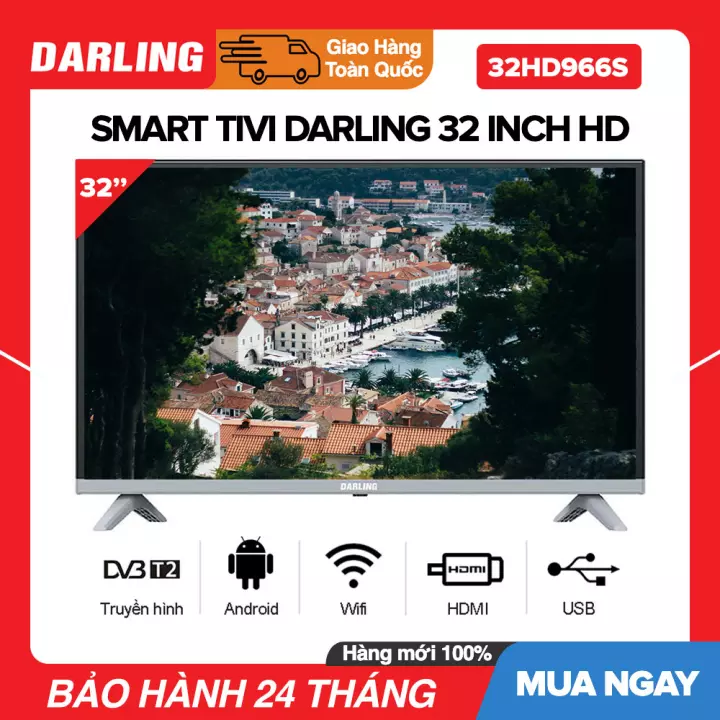 DARLING
Giao Hàng
Toàn Quốc
32HD966S
SMART TIVI DARLING 32 INCH HD
32”
DARLING
DVB T2
HDMI
Truyền hình
Android
Wifi
HDMI
USB
Hàng mới 100%
BẢO HÀNH 24 THÁNG
MUA NGAY